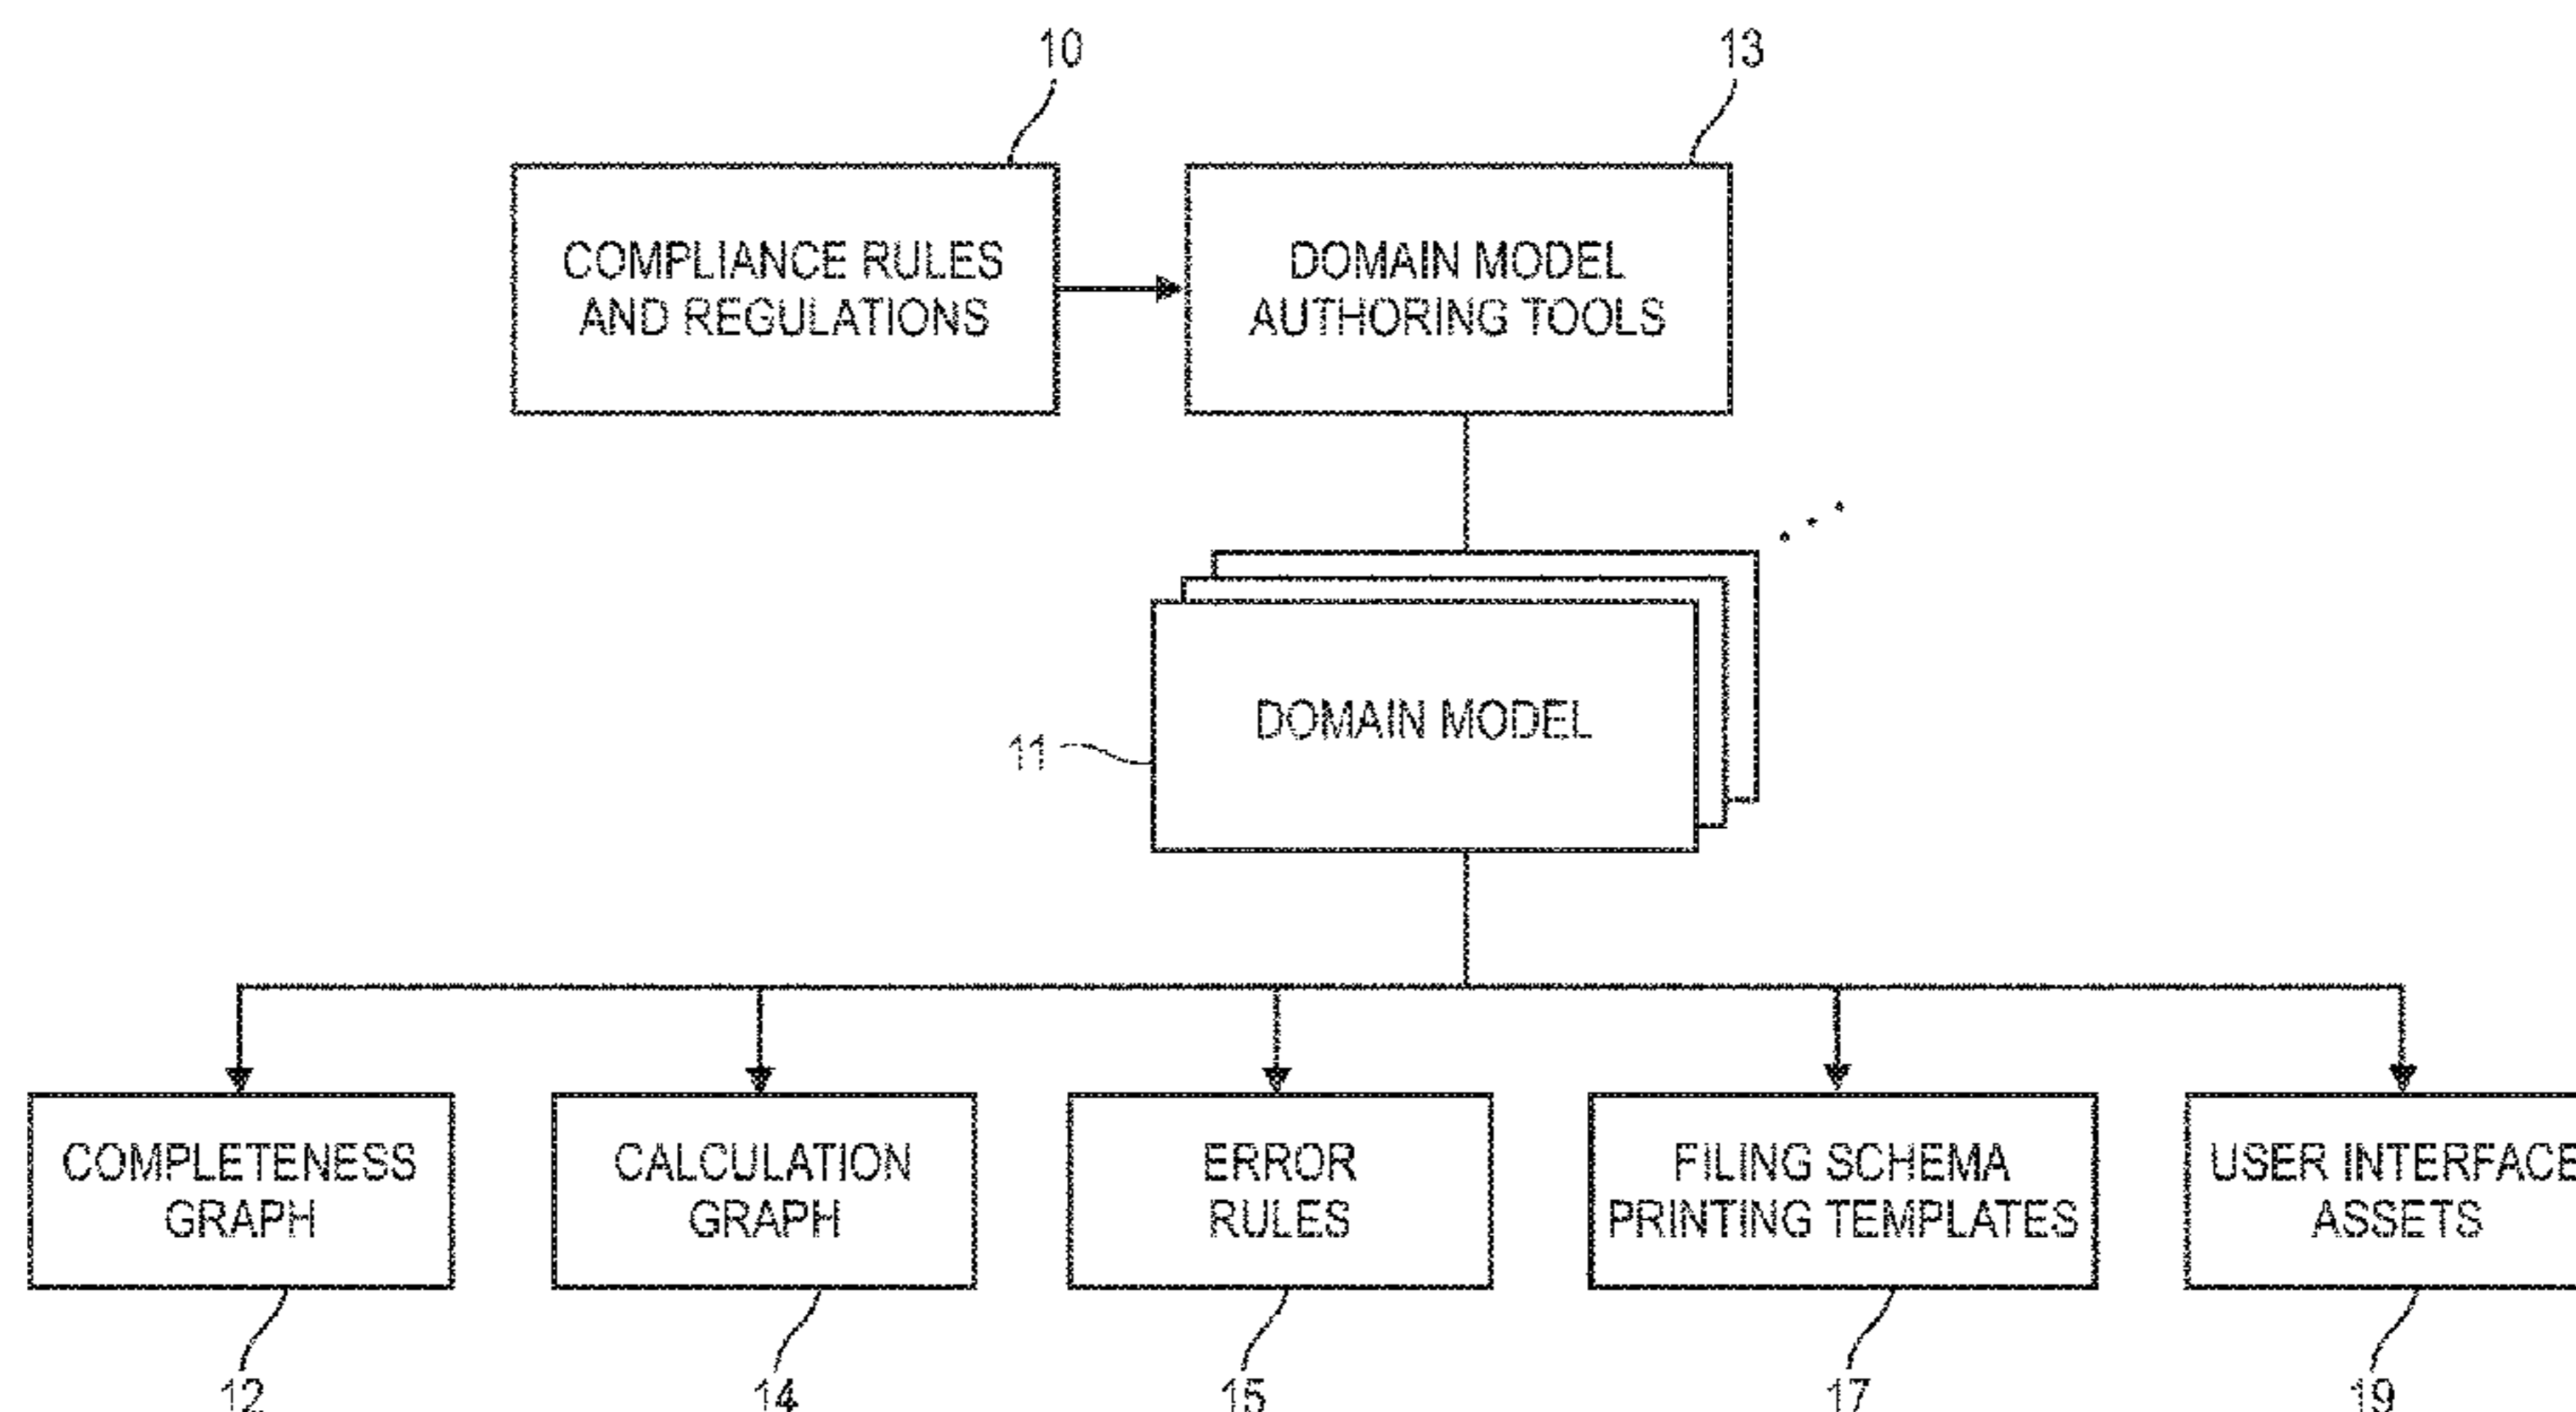 10
13
COMPLIANCE RULES
AND REGULATIONS
DOMAIN MODEL
AUTHORING TOOLS
DOMAIN MODEL
11
COMPLETENESS
GRAPH
CALCULATION
GRAPH
ERROR
RULES
FILING SCHEMA
PRINTING TEMPLATES
USER INTERFACE
ASSETS
12
14
15
17
19